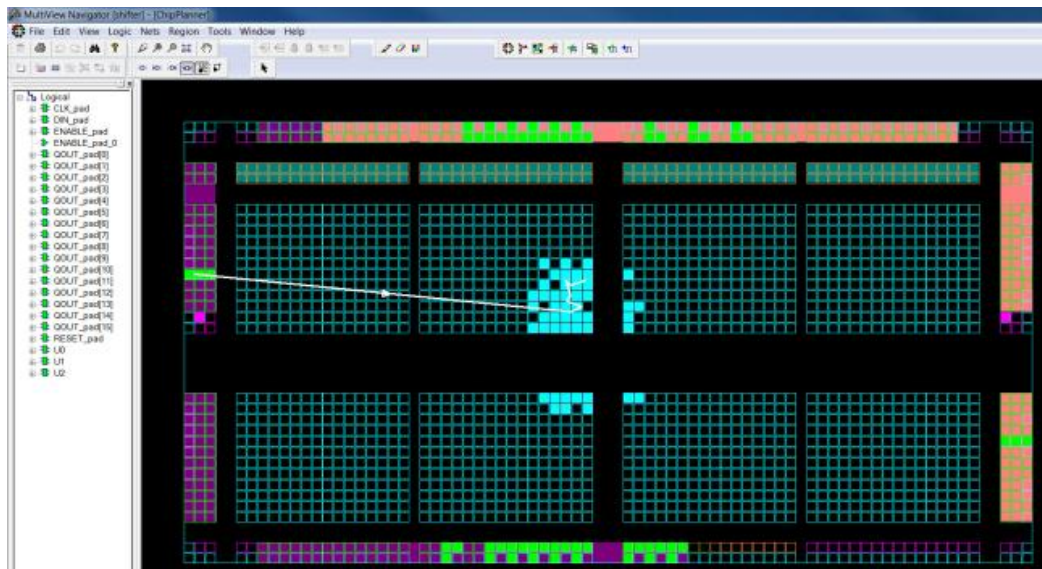 MultiView Navigator [shifter] - [ChipPlanner]
File Edit View Logic Nets Region Tools Window Help
Logical
CLK_pad
DIN_pad
ENABLE_pad
ENABLE_pad_0
QOUT_pad[0]
QOUT_pad[1]
QOUT_pad[2]
QOUT_pad[3]
QOUT_pad[4]
QOUT_pad[5]
QOUT_pad[6]
QOUT_pad[7]
QOUT_pad[8]
QOUT_pad[9]
QOUT_pad[10]
QOUT_pad[11]
QOUT_pad[12]
QOUT_pad[13]
QOUT_pad[14]
QOUT_pad[15]
RESET_pad
U0
U1
U2